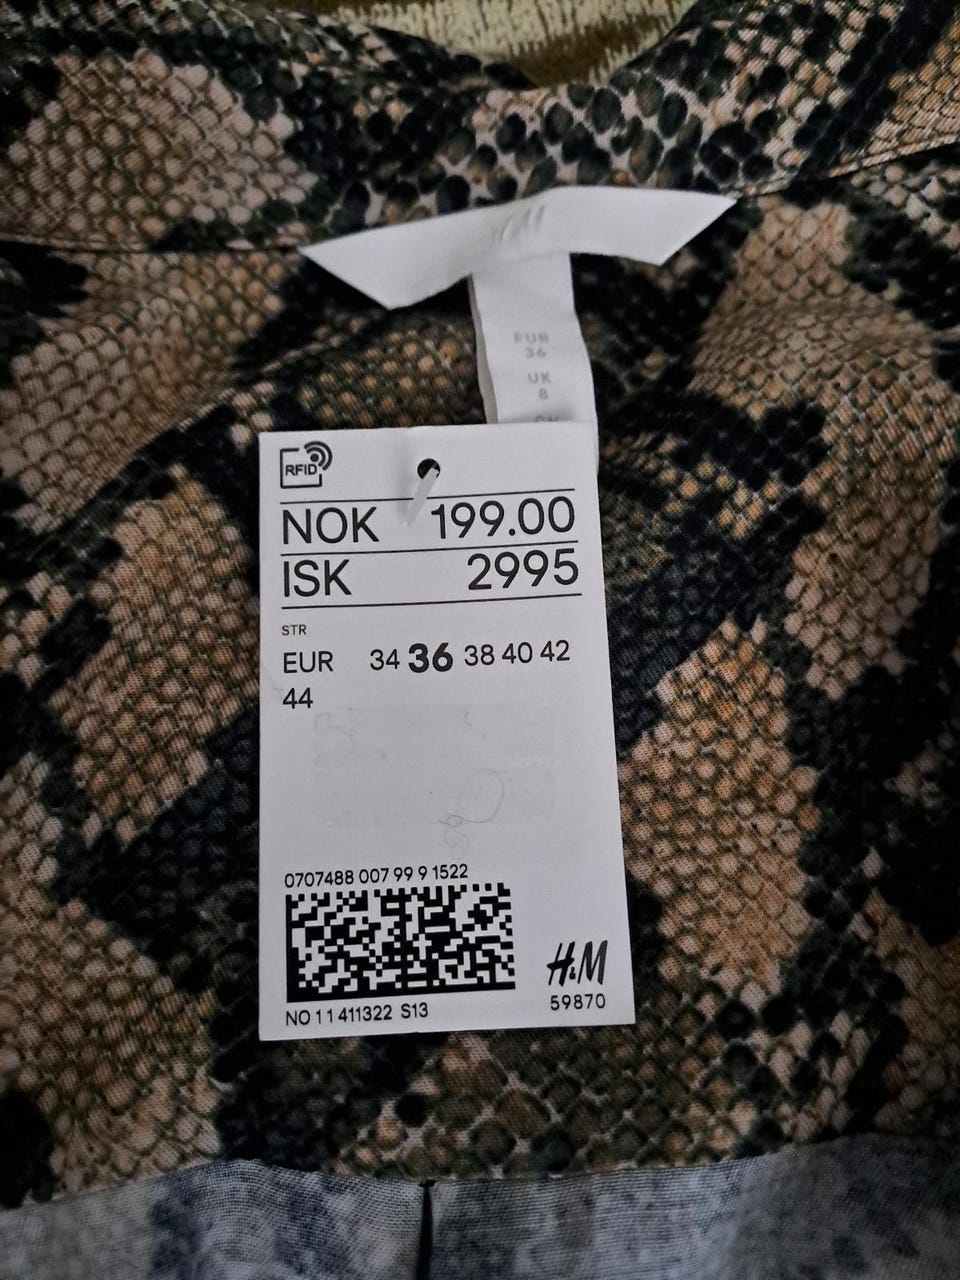 EUR
36
UK
8
RFID
NOK 199.00
ISK 2995
STR
EUR 34 36 38 40 42
44
0707488 007 99 9 1522
H&M
NO 11 411322 S13
59870